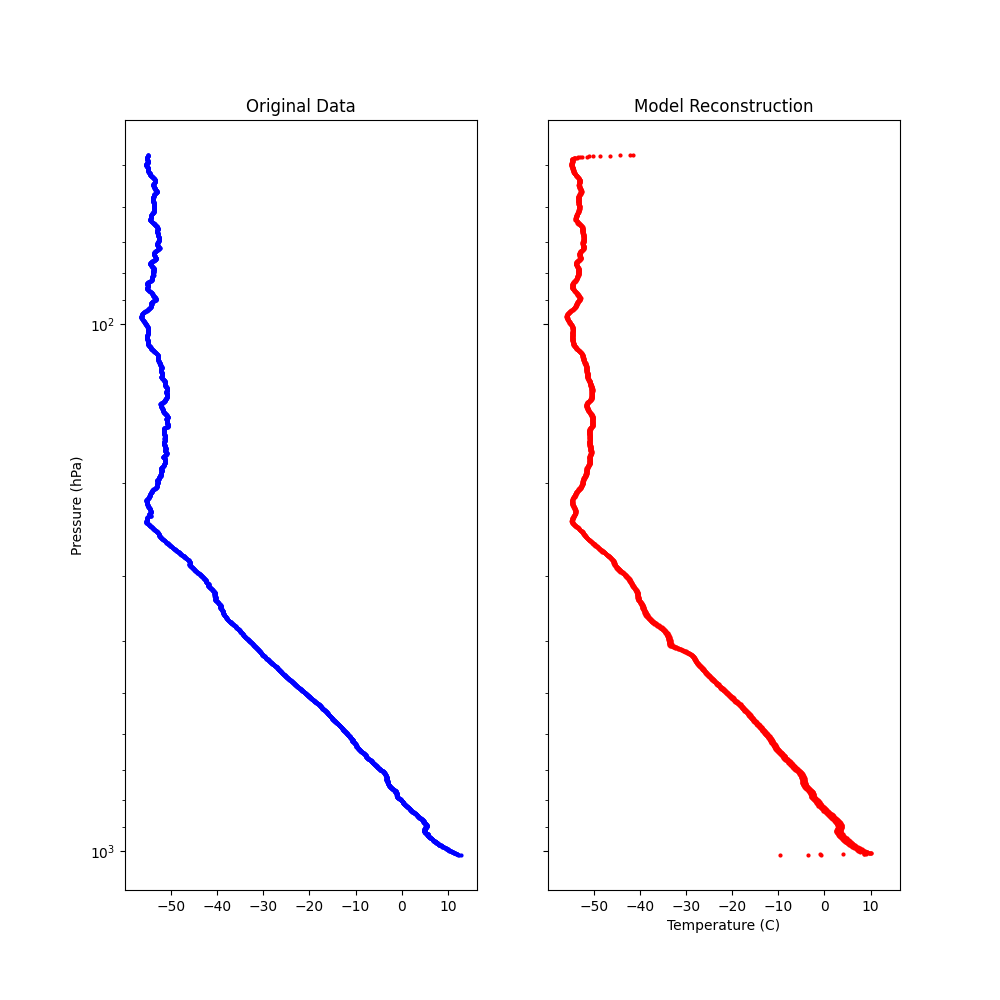 Original Data
Model Reconstruction
Pressure (hPa)
10²
10³
−50 −40 −30 −20 −10 0 10
−50 −40 −30 −20 −10 0 10
Temperature (C)